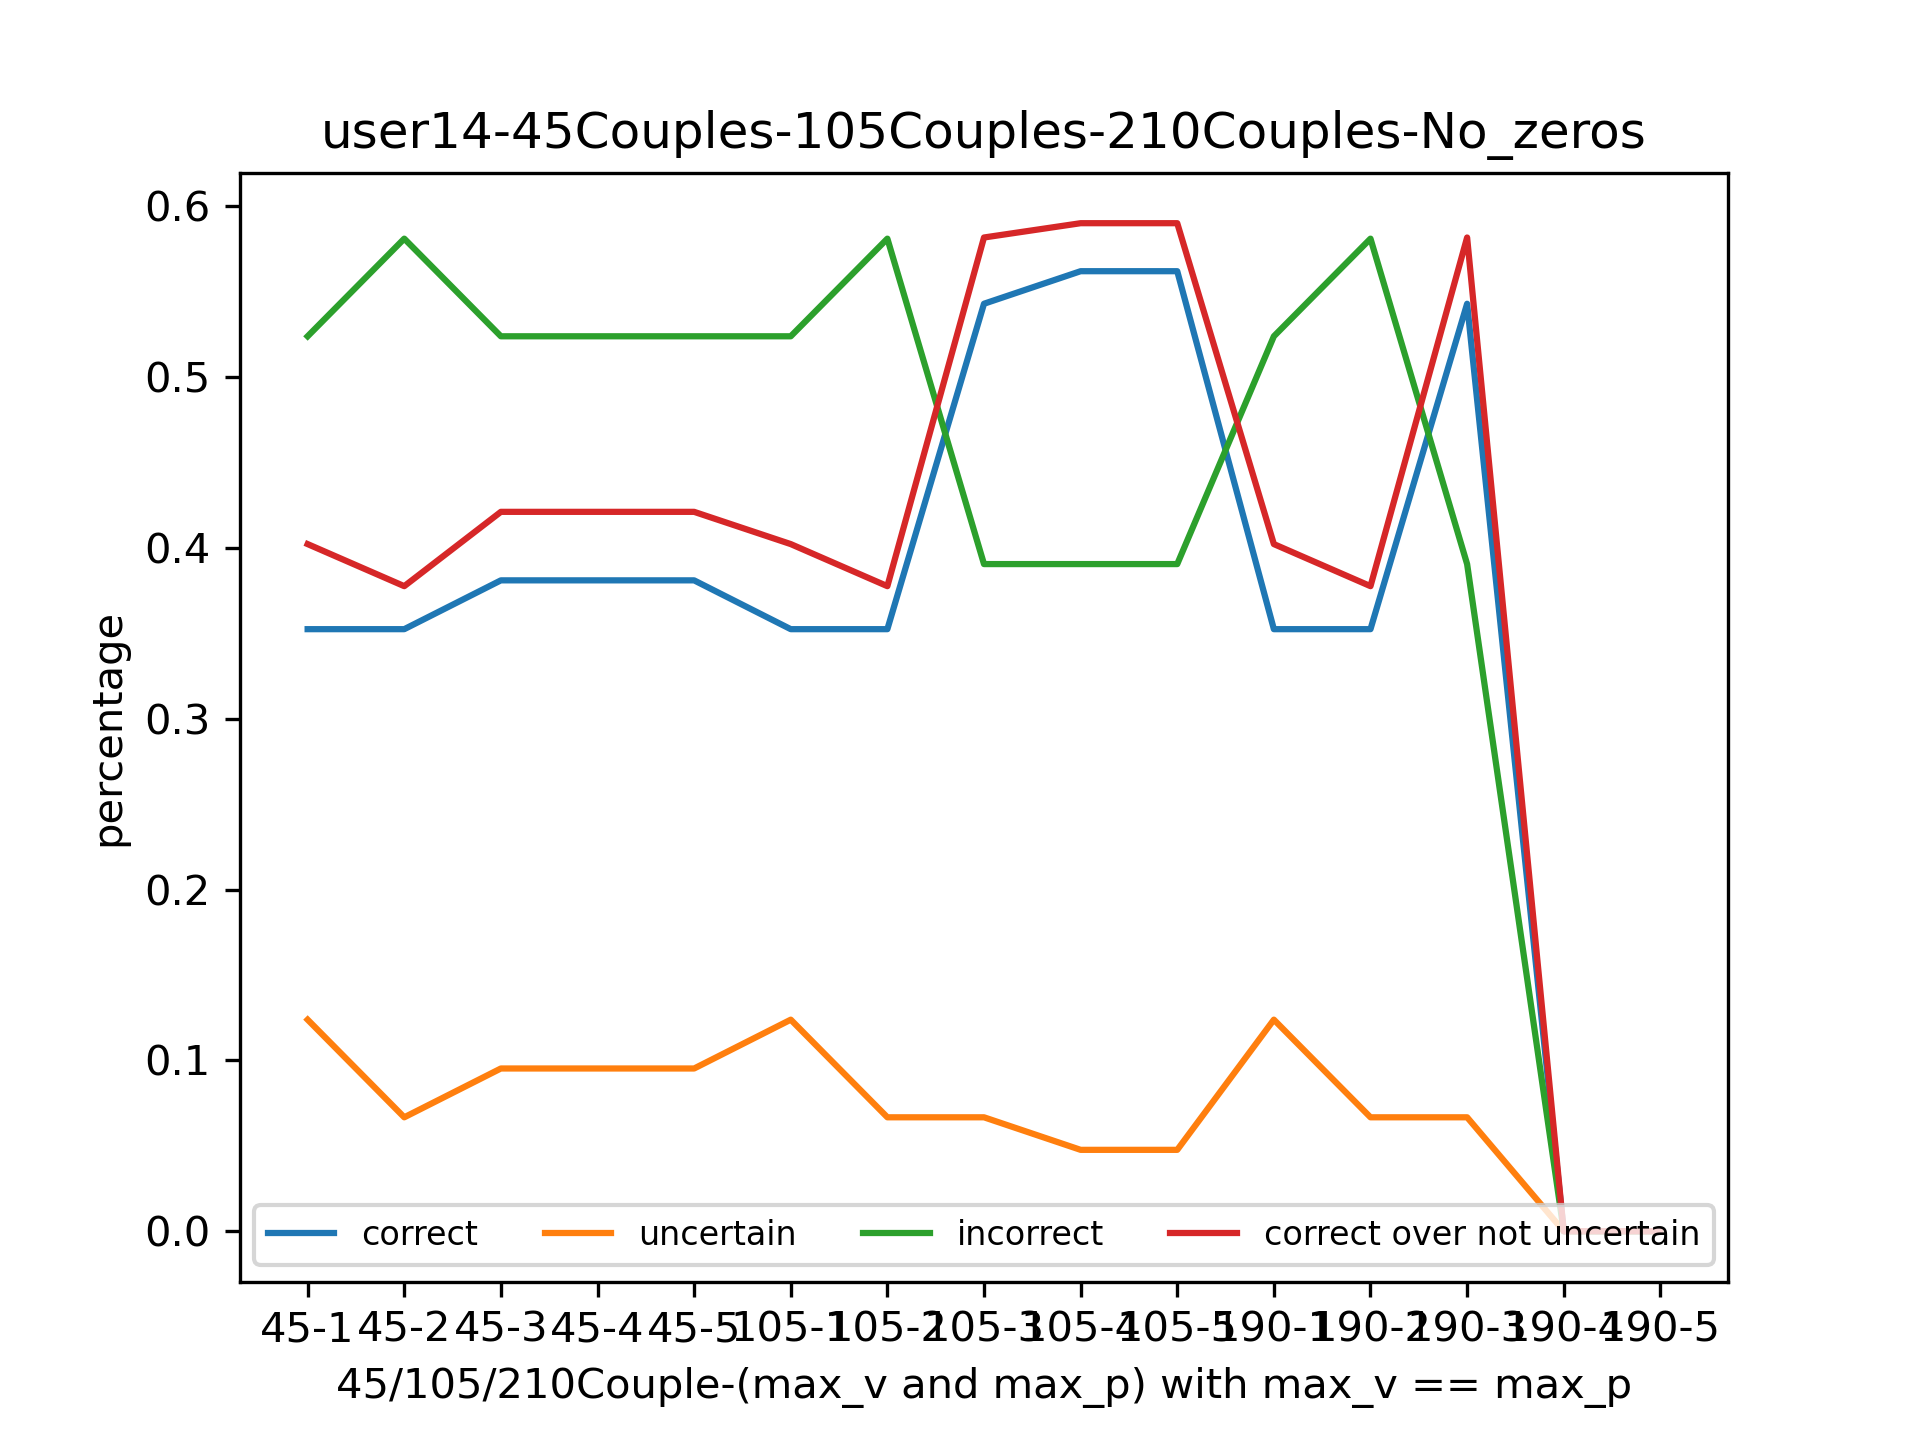 user14-45Couples-105Couples-210Couples-No_zeros
0.6
0.5
0.4
0.3
0.2
0.1
0.0
percentage
correct uncertain incorrect correct over not uncertain
45-1 45-2 45-3 45-4 45-5 105-1 105-2 105-3 105-4 105-5 190-1 190-2 190-3 190-4 190-5
45/105/210Couple-(max_v and max_p) with max_v == max_p